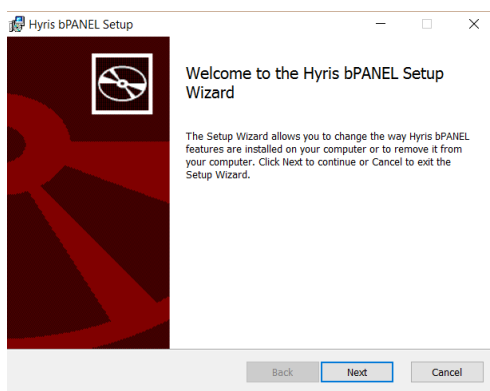 Hyris bPANEL Setup
Welcome to the Hyris bPANEL Setup
Wizard
The Setup Wizard allows you to change the way Hyris bPANEL
features are installed on your computer or to remove it from
your computer. Click Next to continue or Cancel to exit the
Setup Wizard.
Back Next Cancel